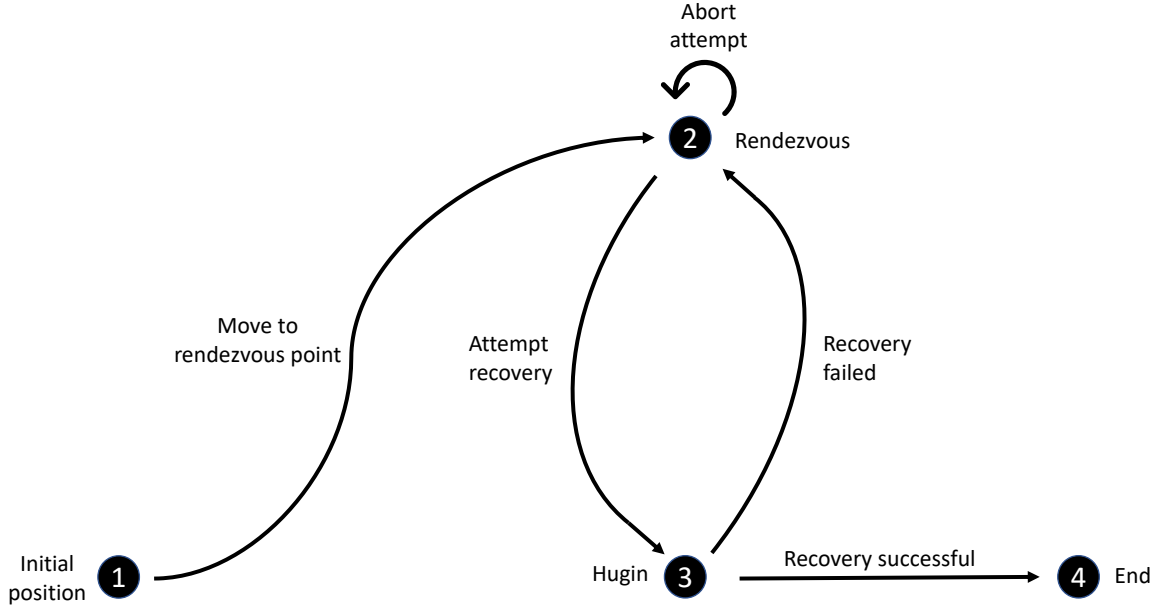 Abort
attempt
2
Rendezvous
Move to
rendezvous point
Attempt
recovery
Recovery
failed
Initial
position
1
Hugin
3
Recovery successful
4
End